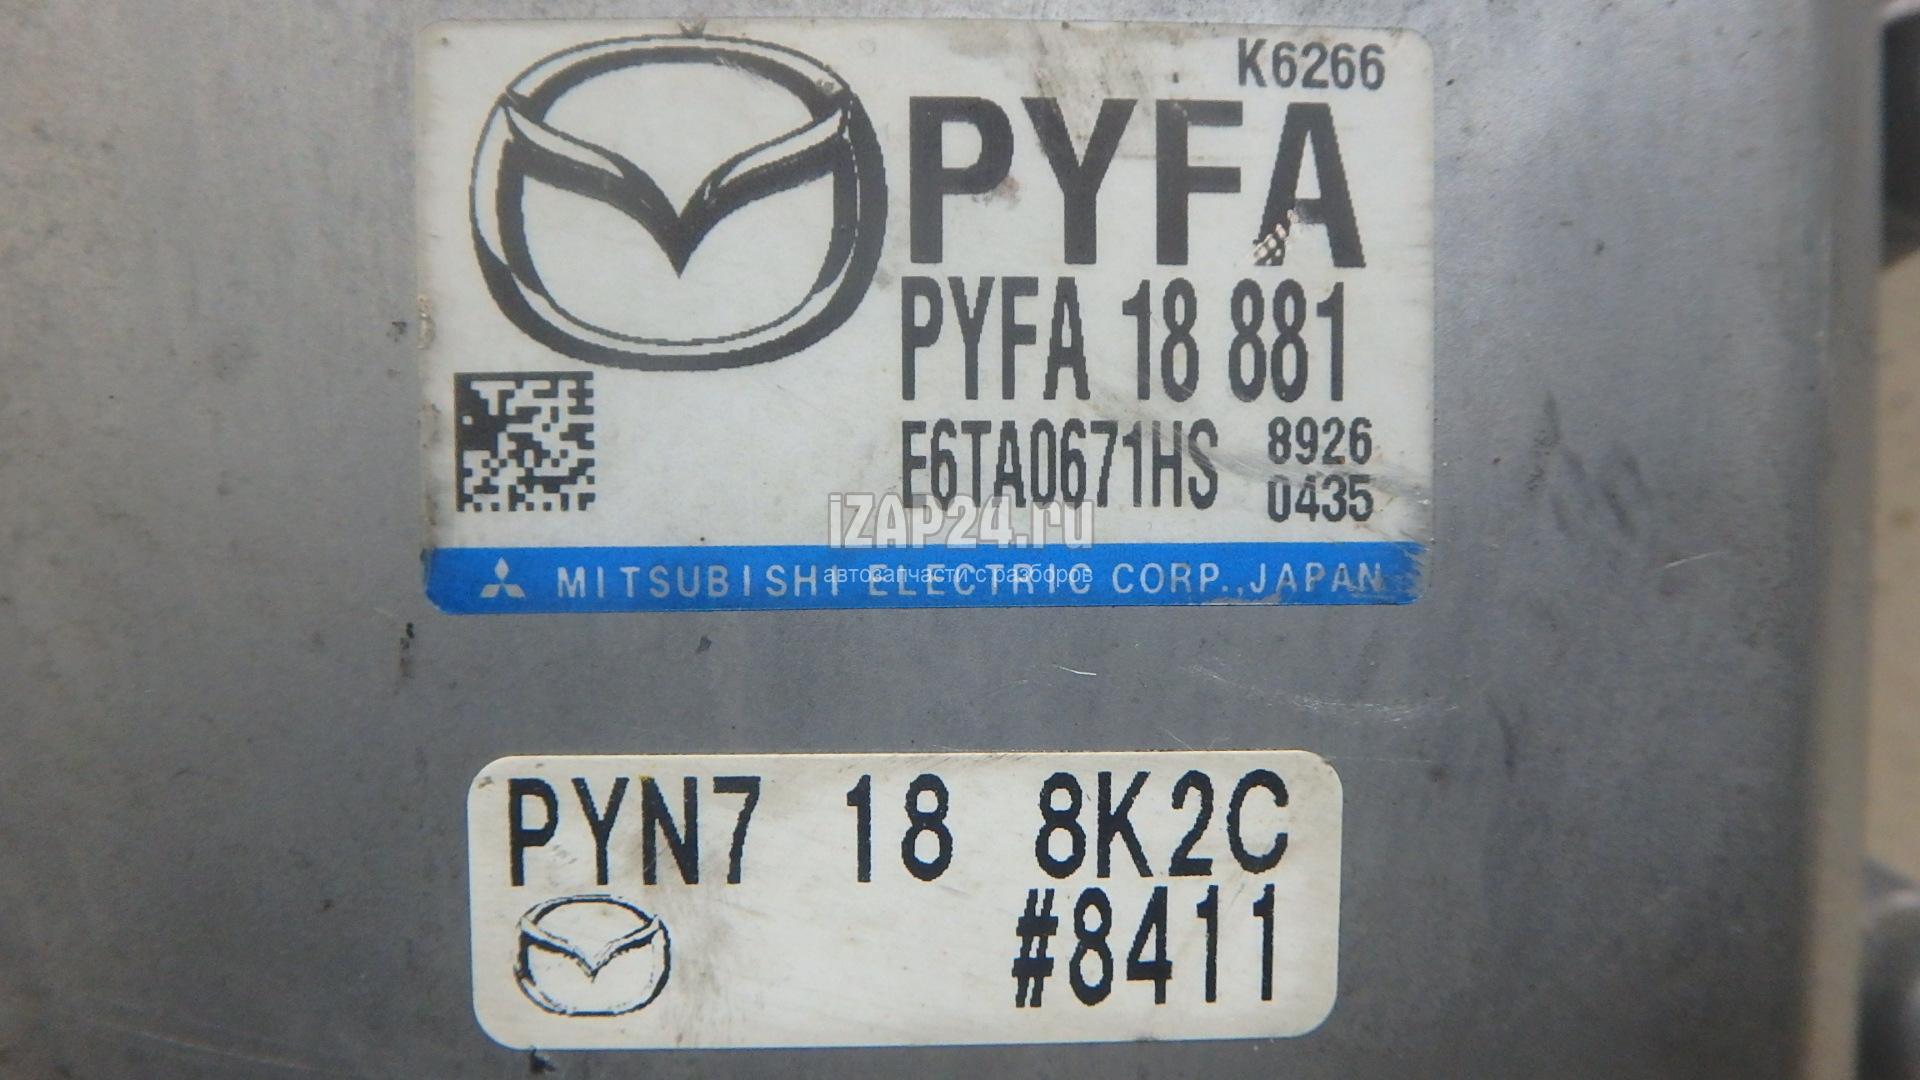 K6266
PYFA
PYFA 18 881
E6TA0671HS 8926
0435
iZAP24.ru
автозапчасти с разборов
MITSUBISHI ELECTRIC CORP., JAPAN
PYN7 18 8K2C
#8411